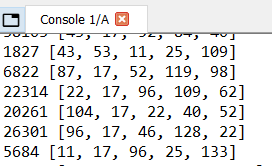 Console 1/A
1827 [43, 53, 11, 25, 109]
6822 [87, 17, 52, 119, 98]
22314 [22, 17, 96, 109, 62]
20261 [104, 17, 22, 40, 52]
26301 [96, 17, 46, 128, 22]
5684 [11, 17, 96, 25, 133]